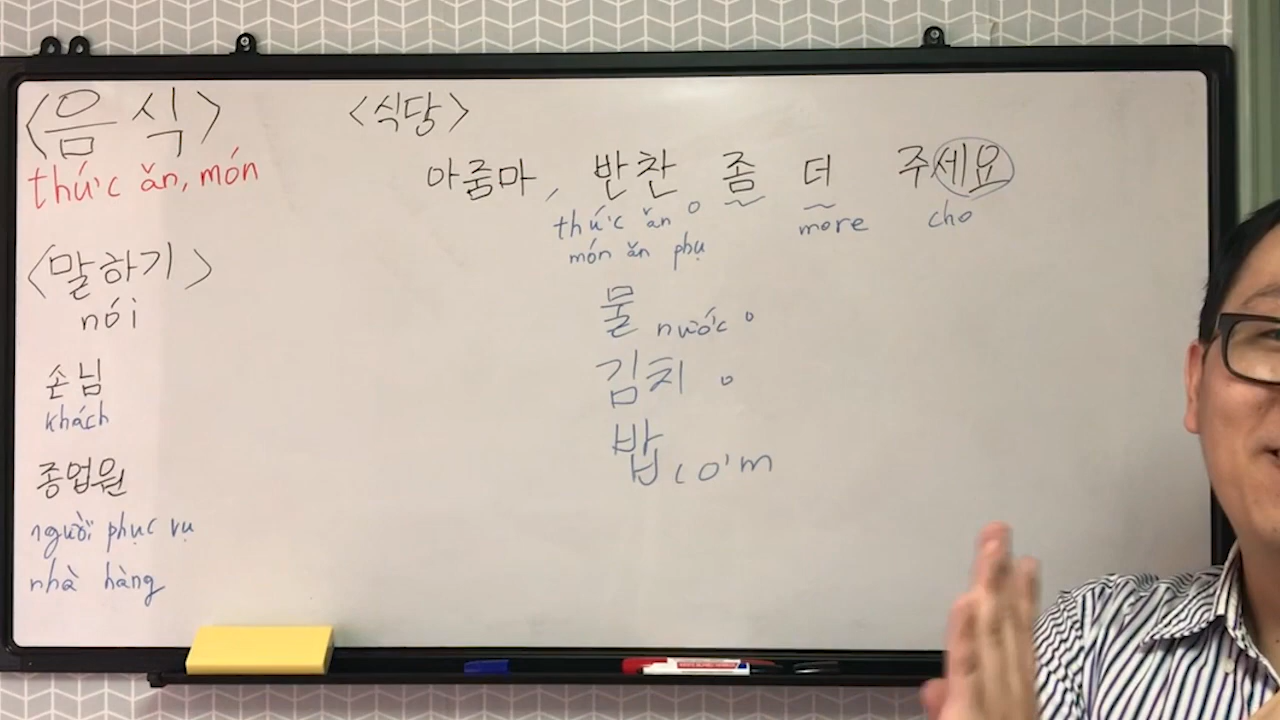 <음식>
thức ăn, món
<말하기>
nói
손님
khách
종업원
người phục vụ
nhà hàng
<식당>
아줌마, 반찬 좀 더 주세요
thức ăn more cho
món ăn phụ
물 nước
김치
밥 cơm